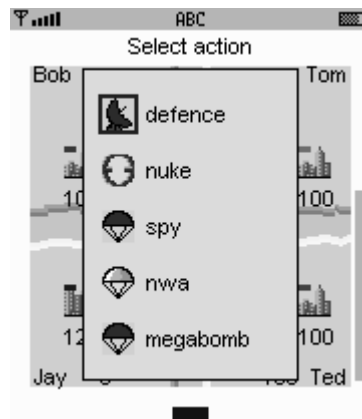 ABC
Select action
Bob Tom
defence
nuke
100
spy
nwa
megabomb
100
Jay Ted